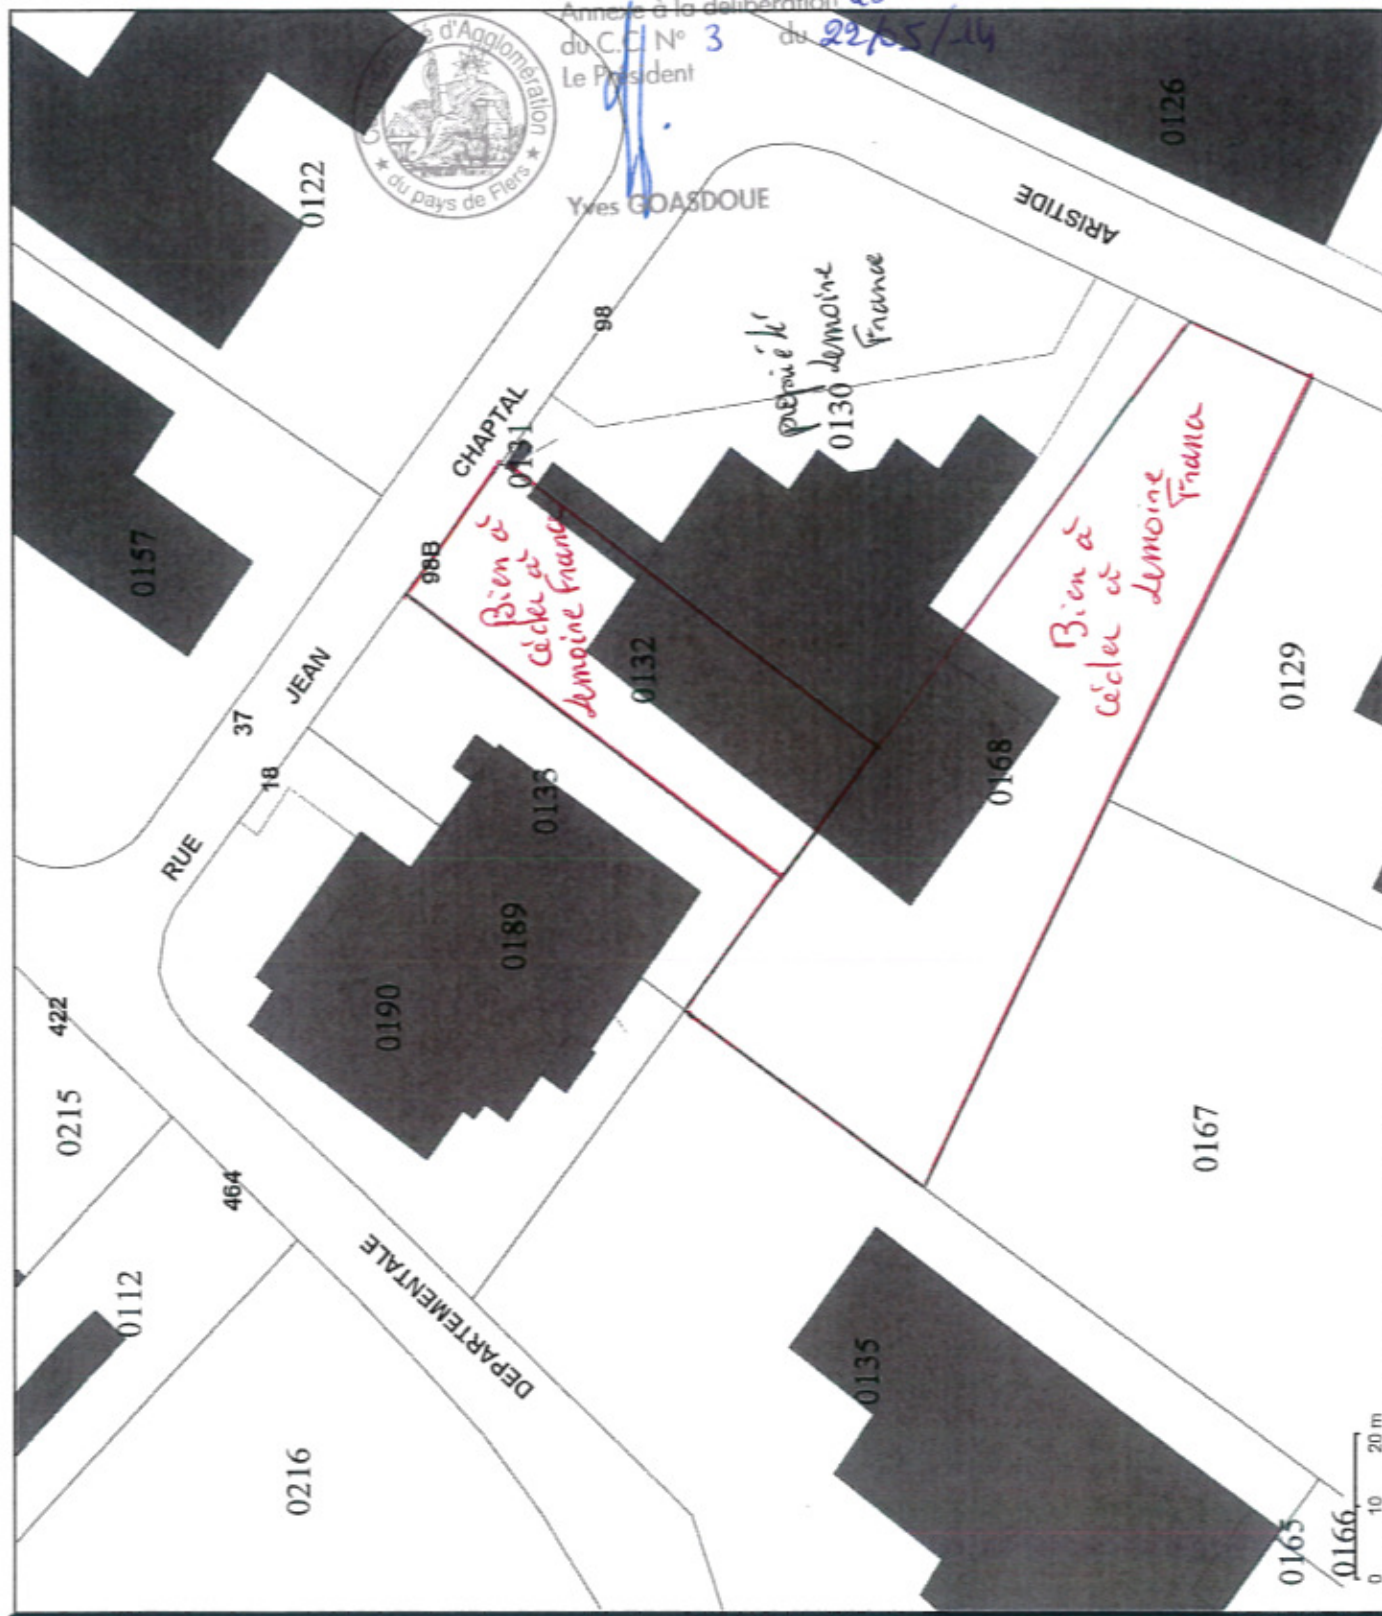 Annexe à la délibération
du C.C. N° 3 du 22/05/14
Le Président
Yves GOASDOUE
d'Agglomération
★ du pays de Flers ★
0126
0122
ARISTIDE
98
propriété
0130 Lemoine
France
CHAPTAL
0131
98B
Bien à
céder à
Lemoine France
0157
JEAN
37
18
RUE
0132
0133
0168
Bien à
céder à
Lemoine
France
0129
0189
0190
422
0215
464
0167
0112
DEPARTEMENTALE
0135
0216
0165
0166
0 10 20 m